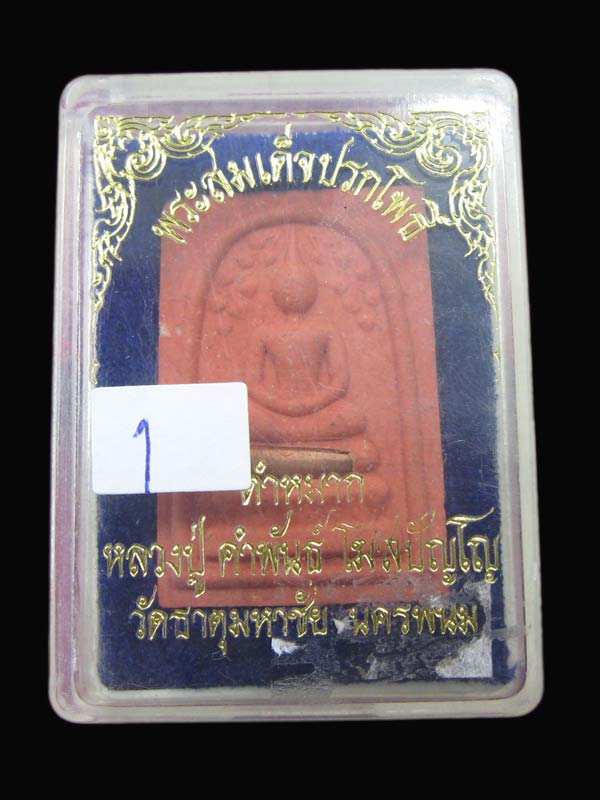 พระสมเด็จปรกโพธิ์
1
คำหมาก
หลวงปู่ คำพันธ์ โฆสปัญโญ
วัดธาตุมหาชัย นครพนม